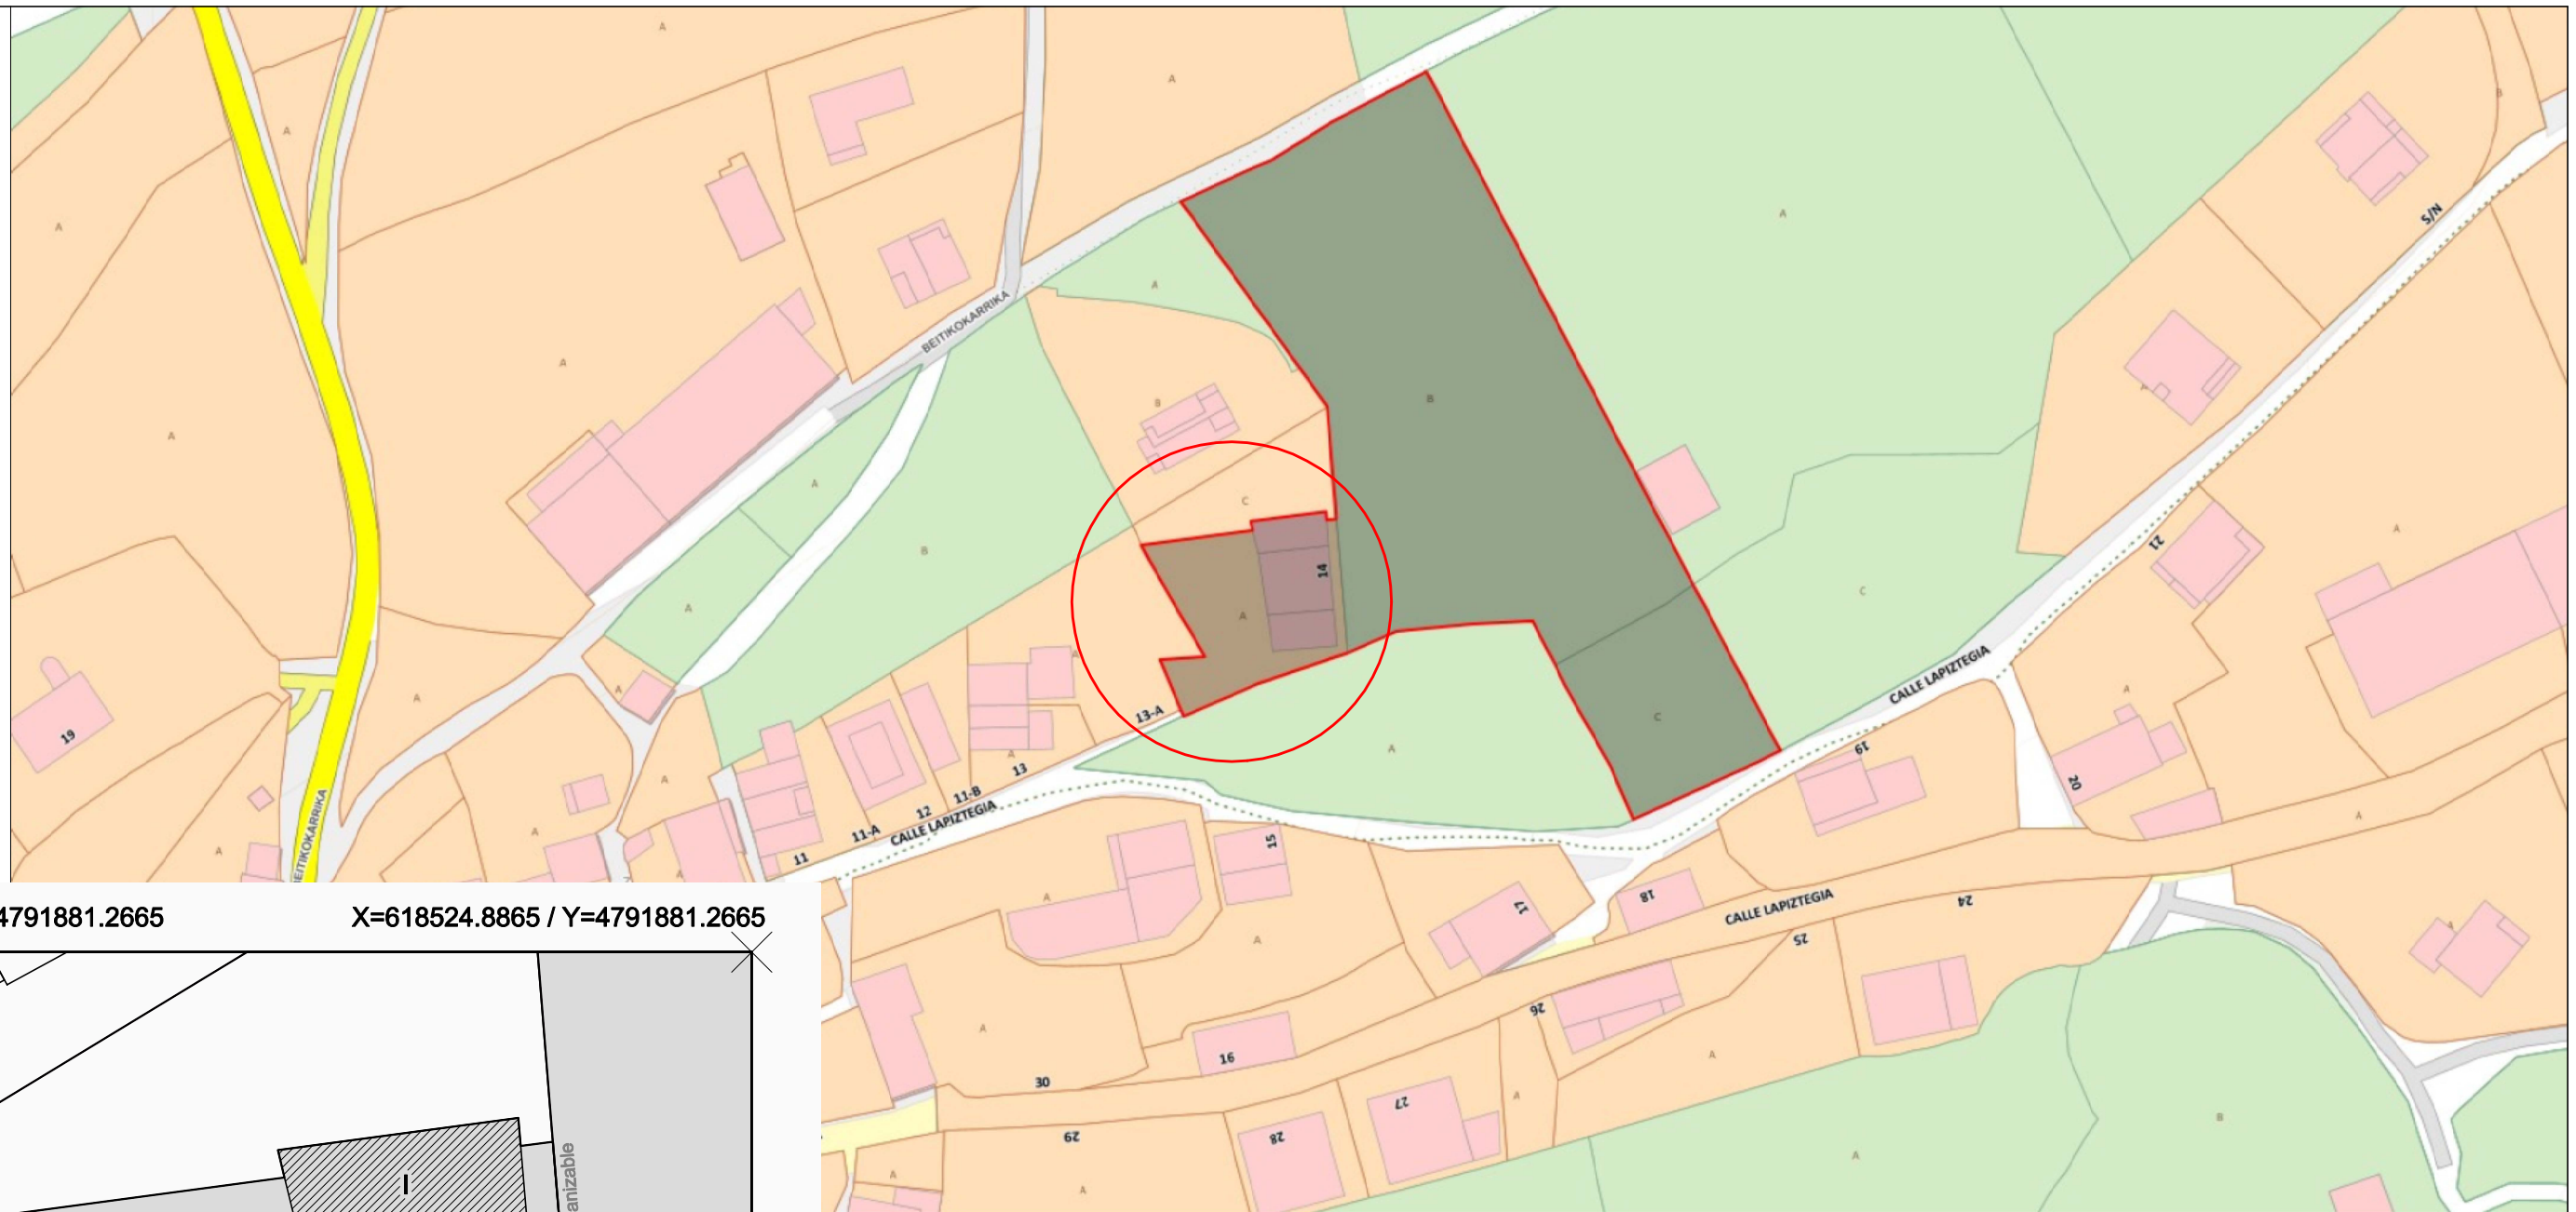 A
A
B
A
A
A
A
S/N
A
A
BEITIKOKARRIKA
A
A
B
B
A
C
A
A
B
14
21
A
C
A
A
A
A
A
CALLE LAPIZTEGIA
A
A
C
13-A
19
A
A
13
19
20
A
11-B
12
CALLE LAPIZTEGIA
11-A
11
15
BEITIKOKARRIKA
A
A
A
A
18
17
CALLE LAPIZTEGIA
24
4791881.2665
X=618524.8865 / Y=4791881.2665
A
25
A
26
A
16
A
30
27
A
29
28
B
A
anizable
I
A
A